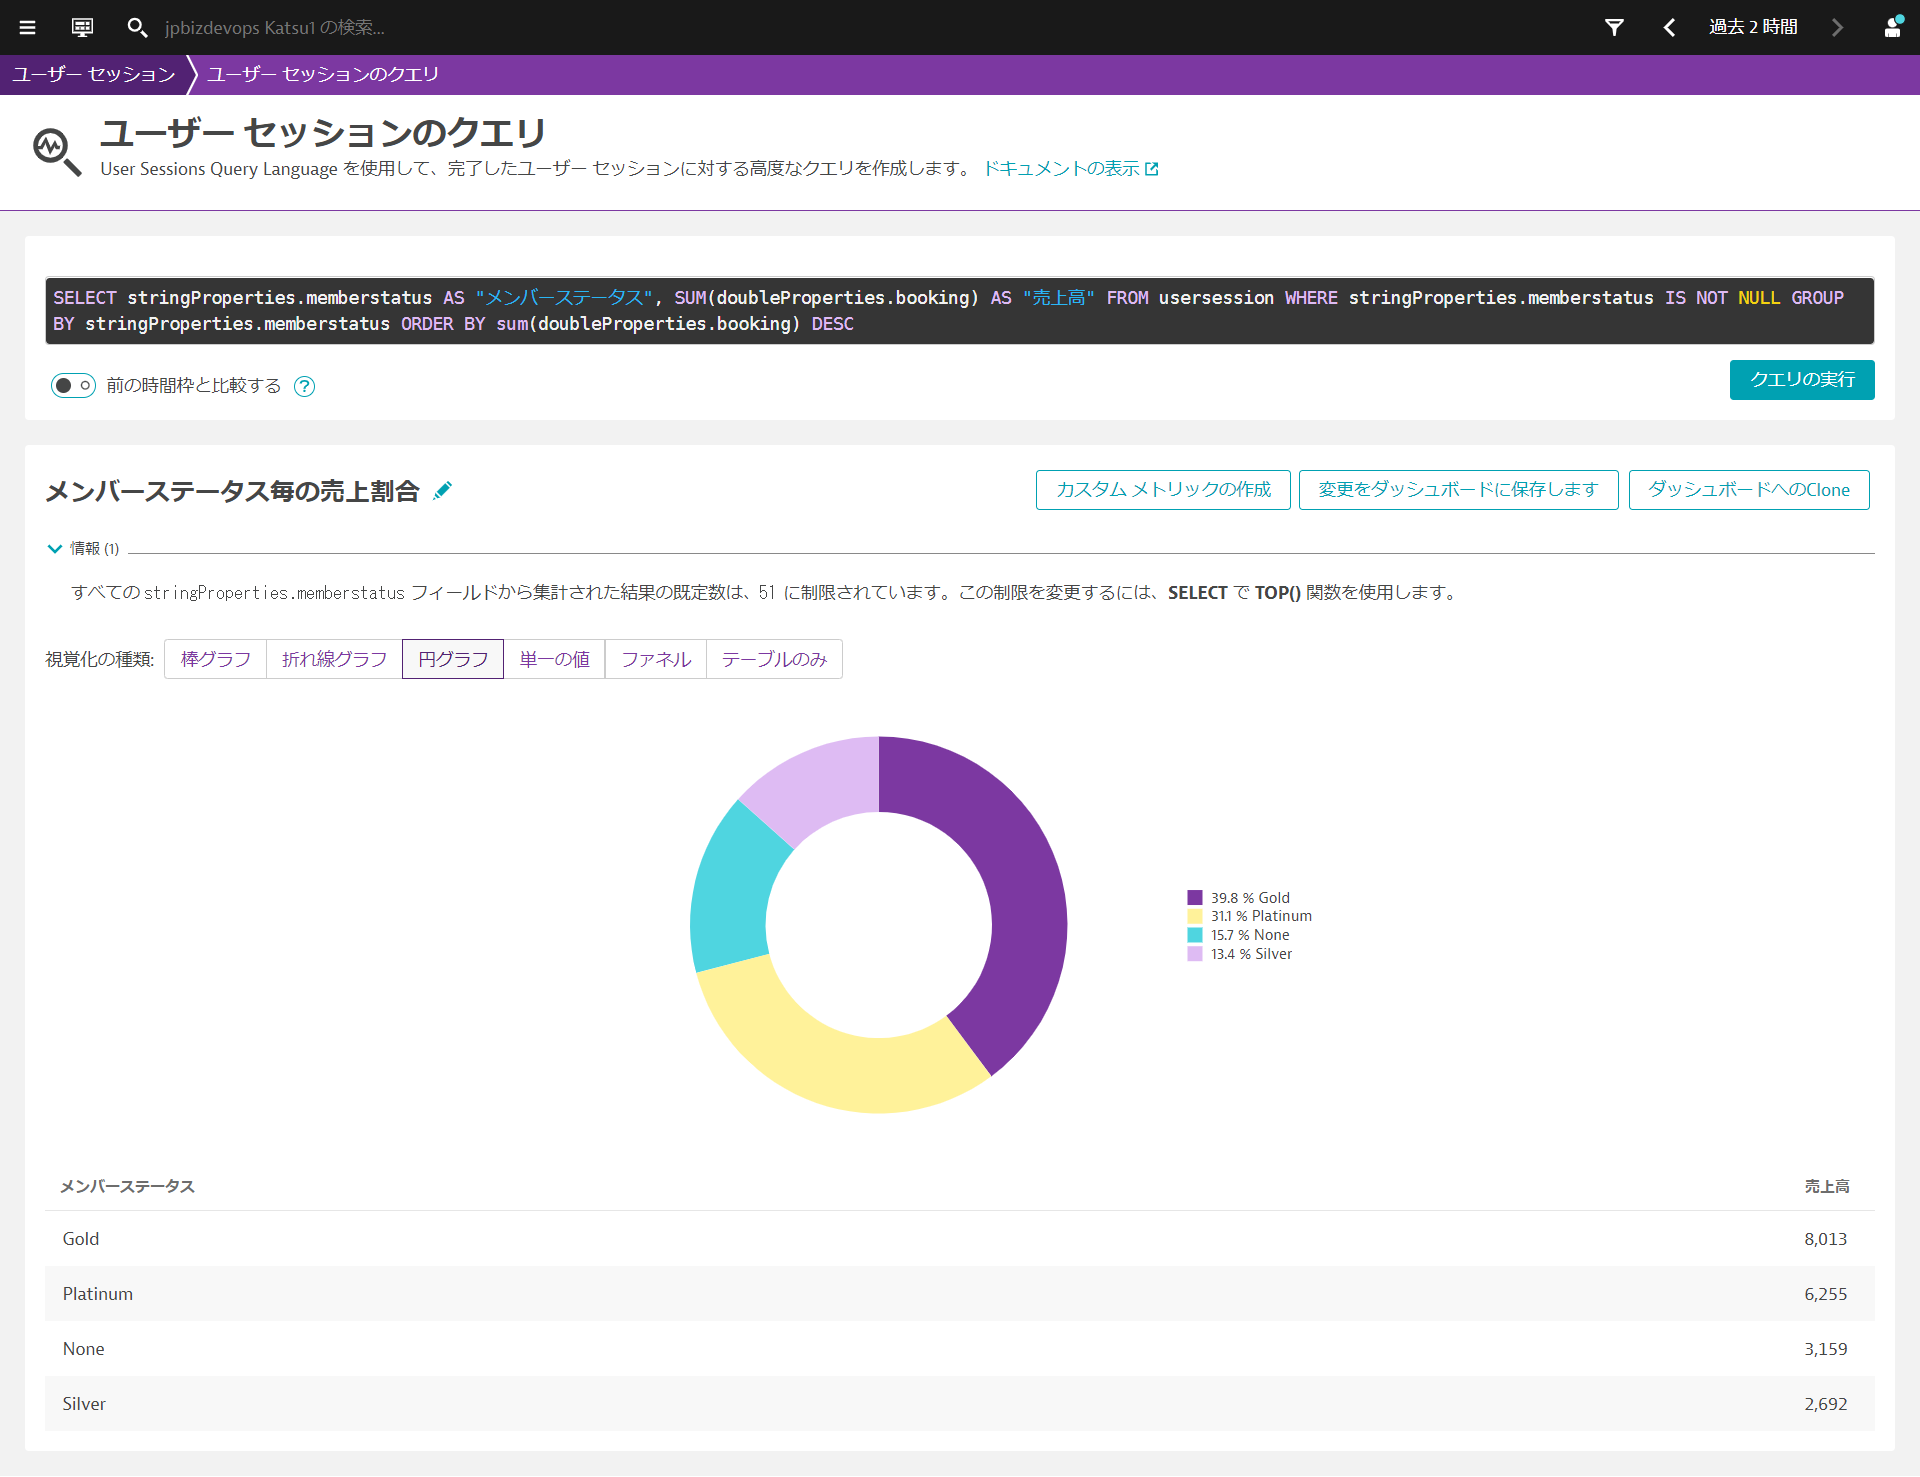 jpbizdevops Katsu1 の検索...
過去 2 時間
ユーザー セッション
ユーザー セッションのクエリ
ユーザー セッションのクエリ
User Sessions Query Language を使用して、完了したユーザー セッションに対する高度なクエリを作成します。 ドキュメントの表示
SELECT stringProperties.memberstatus AS "メンバーステータス", SUM(doubleProperties.booking) AS "売上高" FROM usersession WHERE stringProperties.memberstatus IS NOT NULL GROUP
BY stringProperties.memberstatus ORDER BY sum(doubleProperties.booking) DESC
前の時間枠と比較する ?
クエリの実行
メンバーステータス毎の売上割合
カスタム メトリックの作成
変更をダッシュボードに保存します
ダッシュボードへのClone
情報 (1)
すべての stringProperties.memberstatus フィールドから集計された結果の既定数は、51 に制限されています。この制限を変更するには、SELECT で TOP() 関数を使用します。
視覚化の種類: 棒グラフ 折れ線グラフ 円グラフ 単一の値 ファネル テーブルのみ
39.8 % Gold
31.1 % Platinum
15.7 % None
13.4 % Silver
メンバーステータス 売上高
Gold 8,013
Platinum 6,255
None 3,159
Silver 2,692